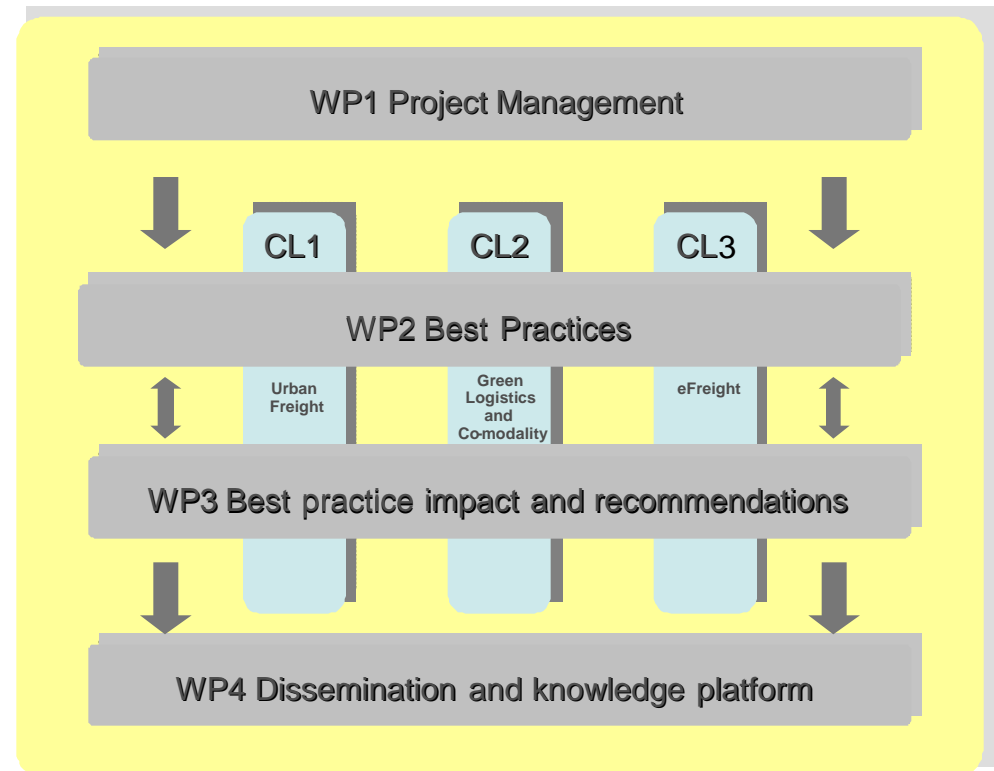 WP1 Project Management
CL1
CL2
CL3
WP2 Best Practices
Urban
Freight
Green
Logistics
and
Co-modality
eFreight
WP3 Best practice impact and recommendations
WP4 Dissemination and knowledge platform